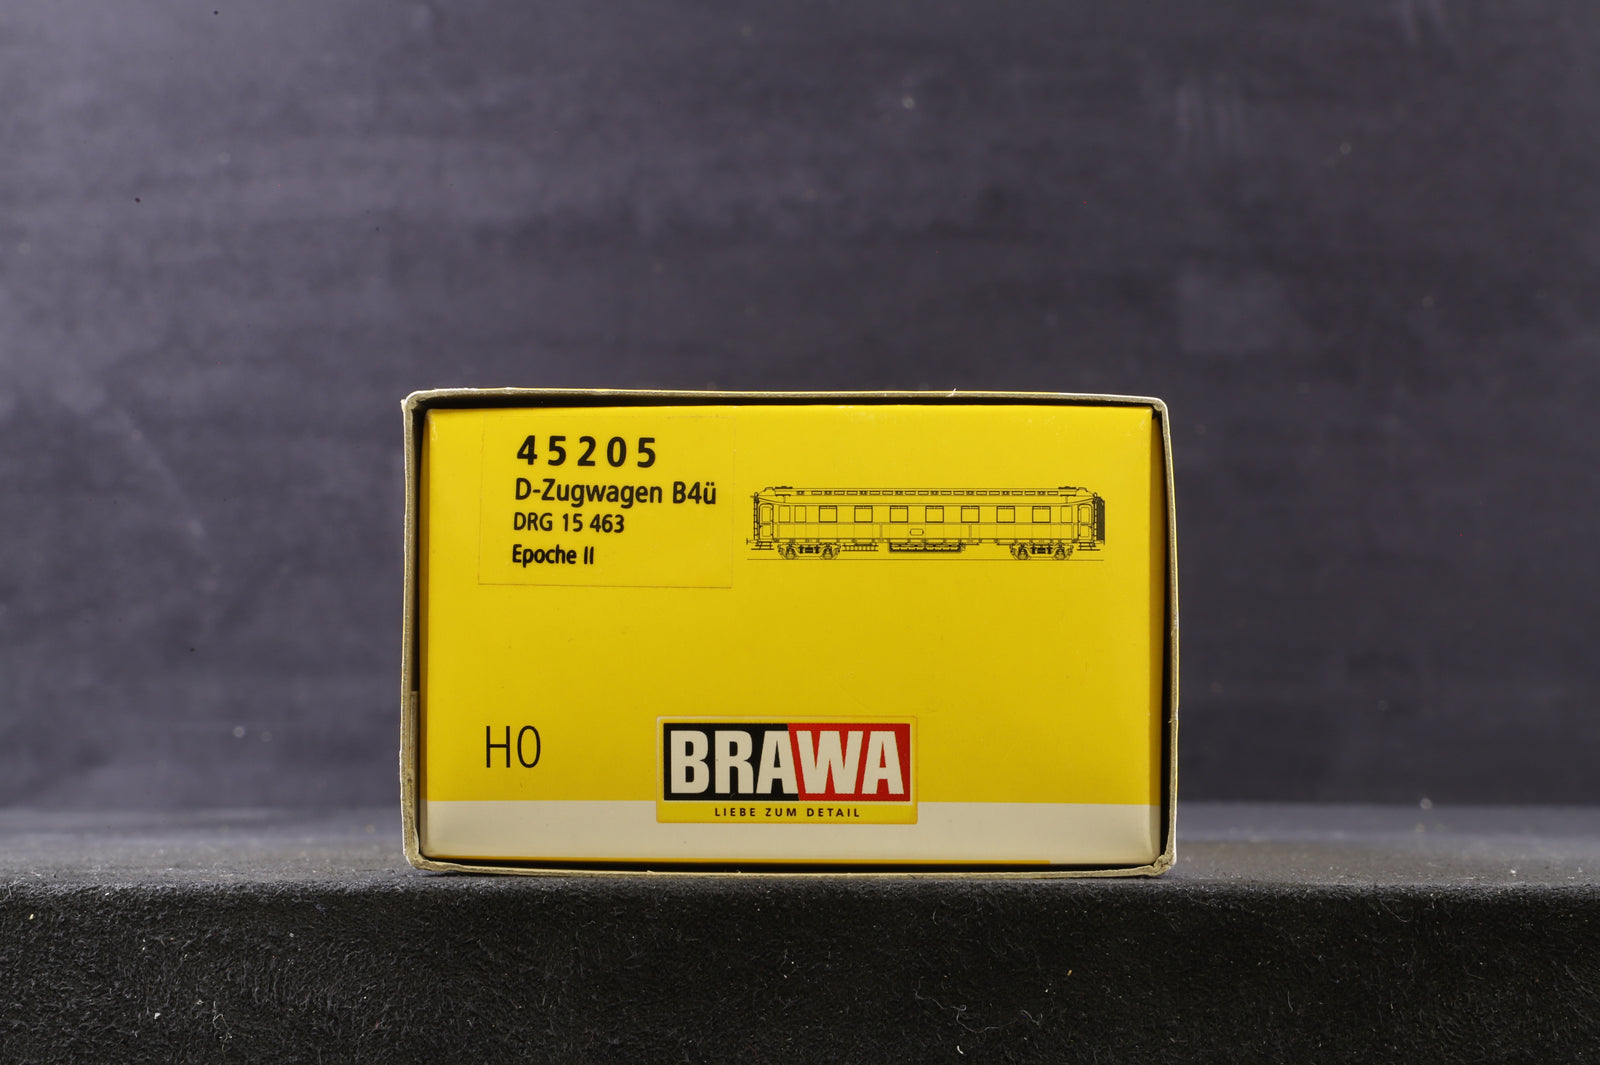 45205
D-Zugwagen B4ü
DRG 15 463
Epoche II
H0
BRAWA
LIEBE ZUM DETAIL